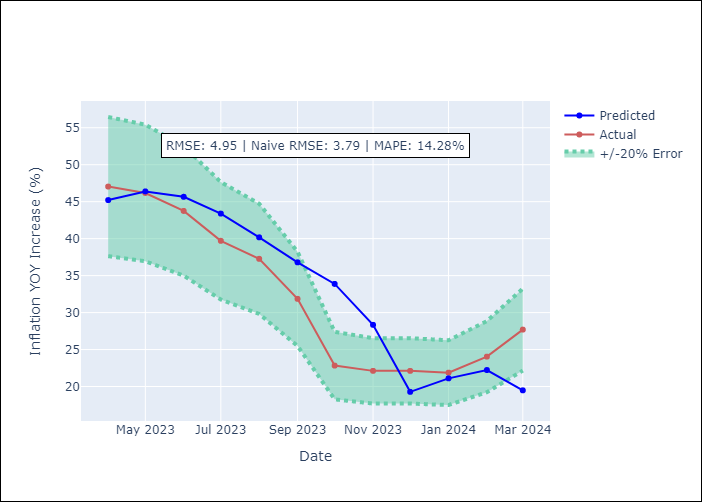 Predicted
Actual
+/-20% Error
RMSE: 4.95 | Naive RMSE: 3.79 | MAPE: 14.28%
Inflation YOY Increase (%)
55
50
45
40
35
30
25
20
May 2023
Jul 2023
Sep 2023
Nov 2023
Jan 2024
Mar 2024
Date